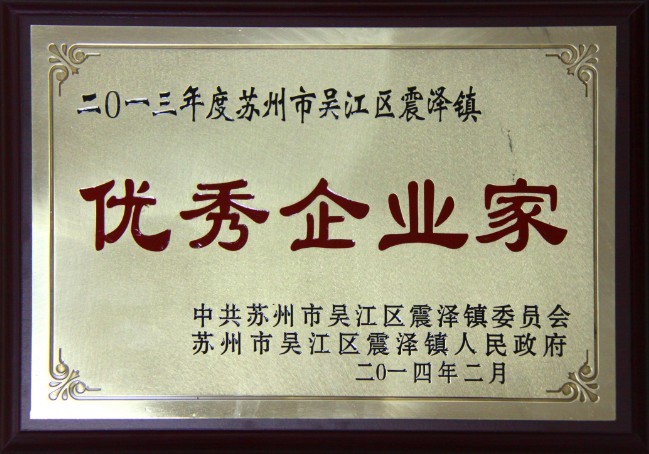 二〇一三年度苏州市吴江区震泽镇
优秀企业家
中共苏州市吴江区震泽镇委员会
苏州市吴江区震泽镇人民政府
二〇一四年二月